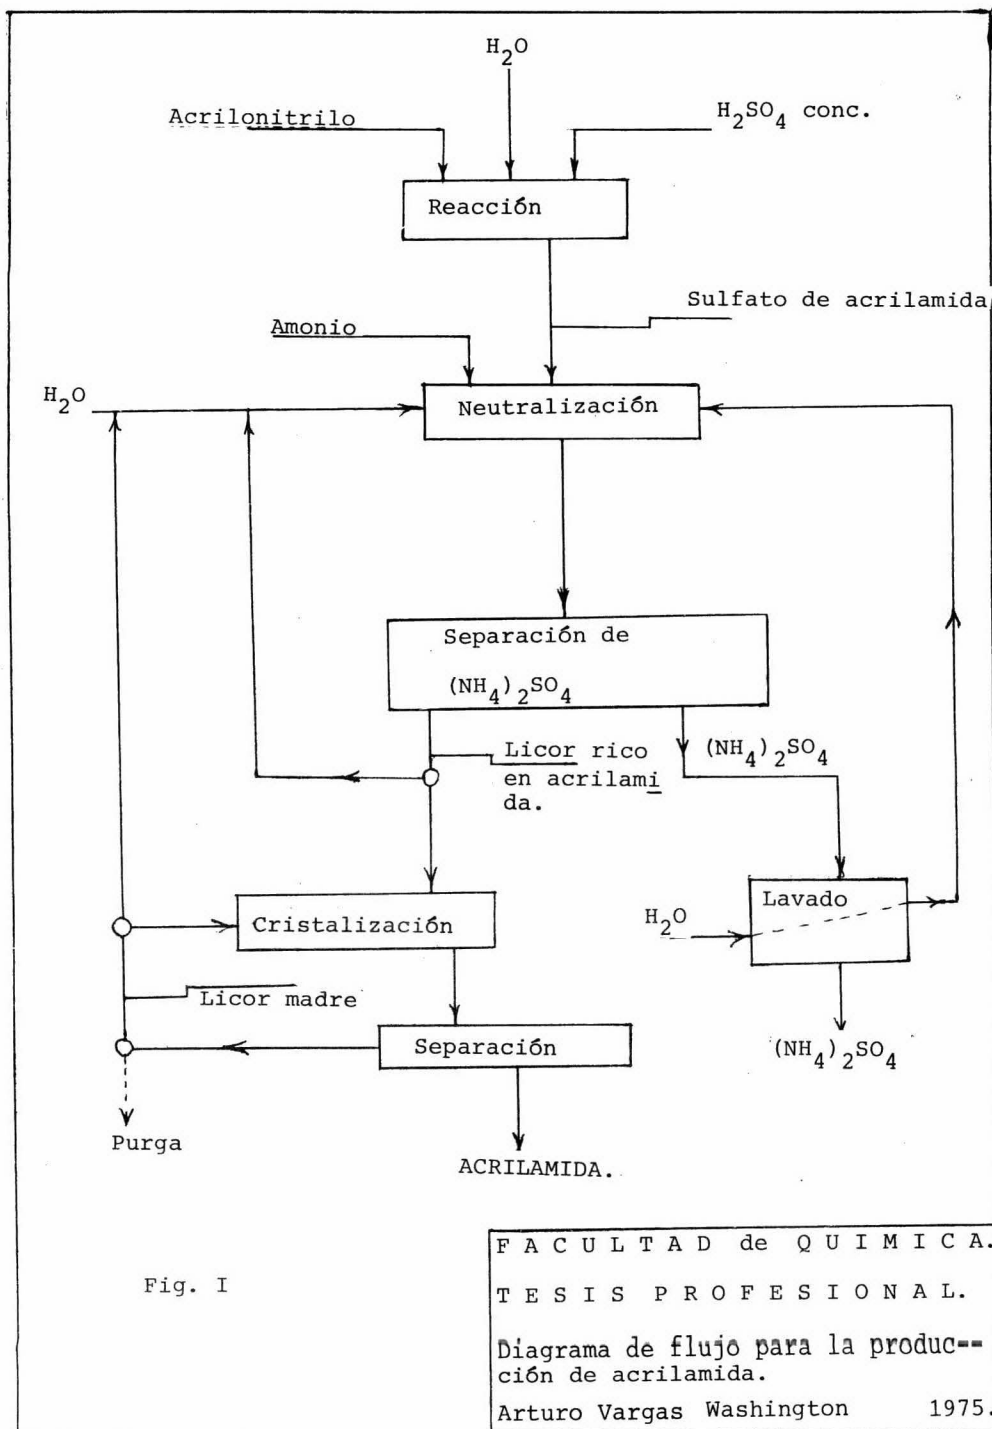 H2O
Acrilonitrilo
H2SO4 conc.
Reacción
Sulfato de acrilamida
Amonio
H2O
Neutralización
Separación de
(NH4)2SO4
Licor rico
en acrilami
da.
(NH4)2SO4
Cristalización
Lavado
H2O
Licor madre
Separación
(NH4)2SO4
Purga
ACRILAMIDA.
Fig. I
FACULTAD de QUIMICA.
TESIS PROFESIONAL.
Diagrama de flujo para la produc--
ción de acrilamida.
Arturo Vargas Washington 1975.